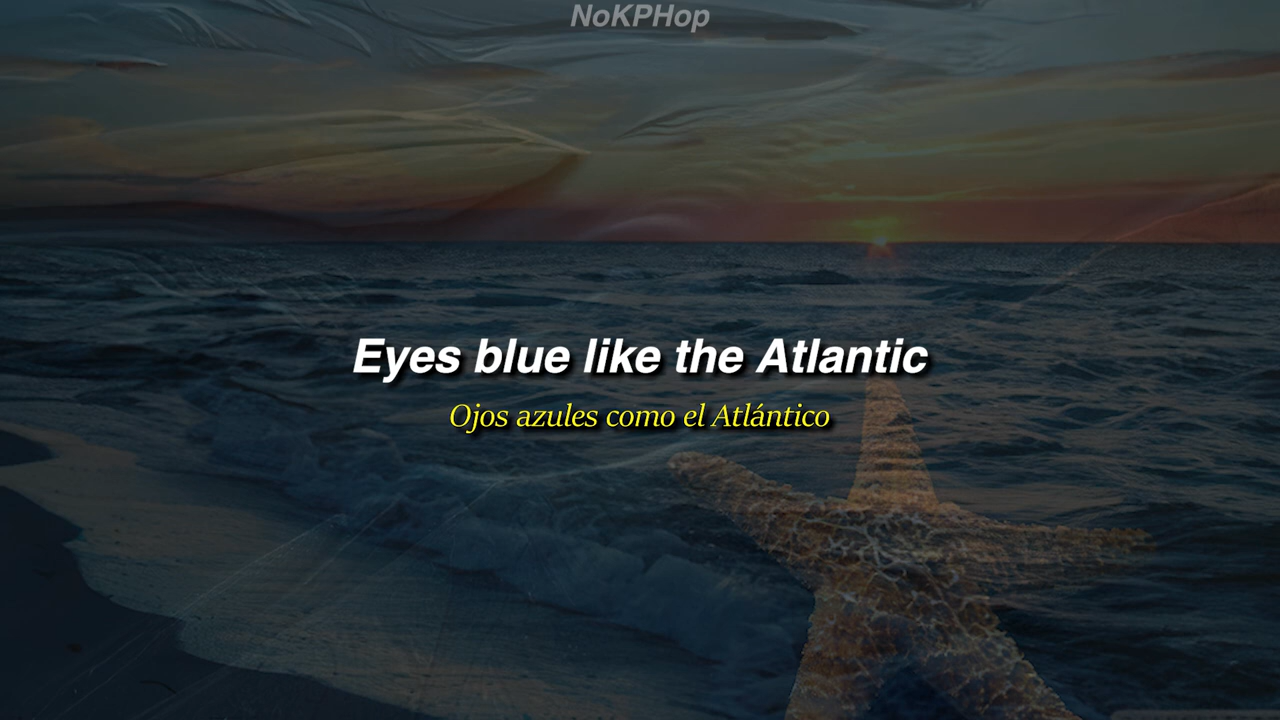 NoKPHop
Eyes blue like the Atlantic
Ojos azules como el Atlántico